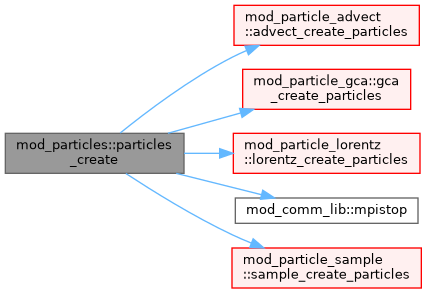 mod_particle_advect
::advect_create_particles
mod_particle_gca::gca
_create_particles
mod_particles::particles
_create
mod_particle_lorentz
::lorentz_create_particles
mod_comm_lib::mpistop
mod_particle_sample
::sample_create_particles